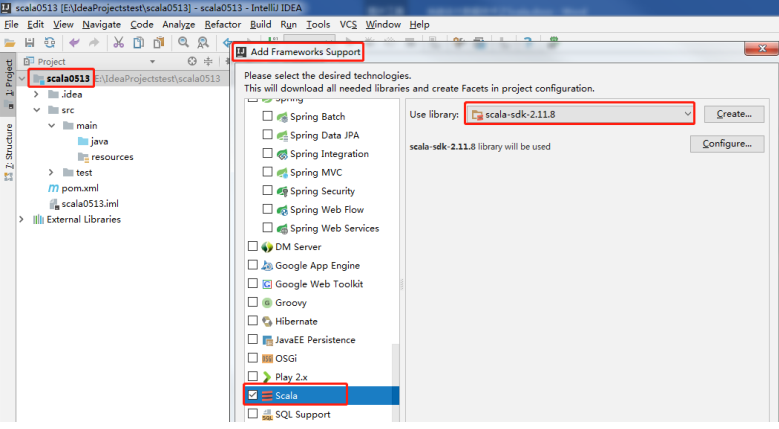 scala0513 [E:\IdeaProjectstest\scala0513] - scala0513 - IntelliJ IDEA
File Edit View Navigate Code Analyze Refactor Build Run Tools VCS Window Help
Add Frameworks Support
1: Project
7: Structure
Project
scala0513 E:\IdeaProjectstest\scala0513
.idea
src
main
java
resources
test
pom.xml
scala0513.iml
External Libraries
Please select the desired technologies.
This will download all needed libraries and create Facets in project configuration.
Spring
Spring Batch
Spring Data JPA
Spring Integration
Spring MVC
Spring Security
Spring Web Flow
Spring Web Services
DM Server
Google App Engine
Google Web Toolkit
Groovy
Hibernate
JavaEE Persistence
OSGi
Play 2.x
Scala
SQL Support
Use library: scala-sdk-2.11.8 Create...
scala-sdk-2.11.8 library will be used Configure...